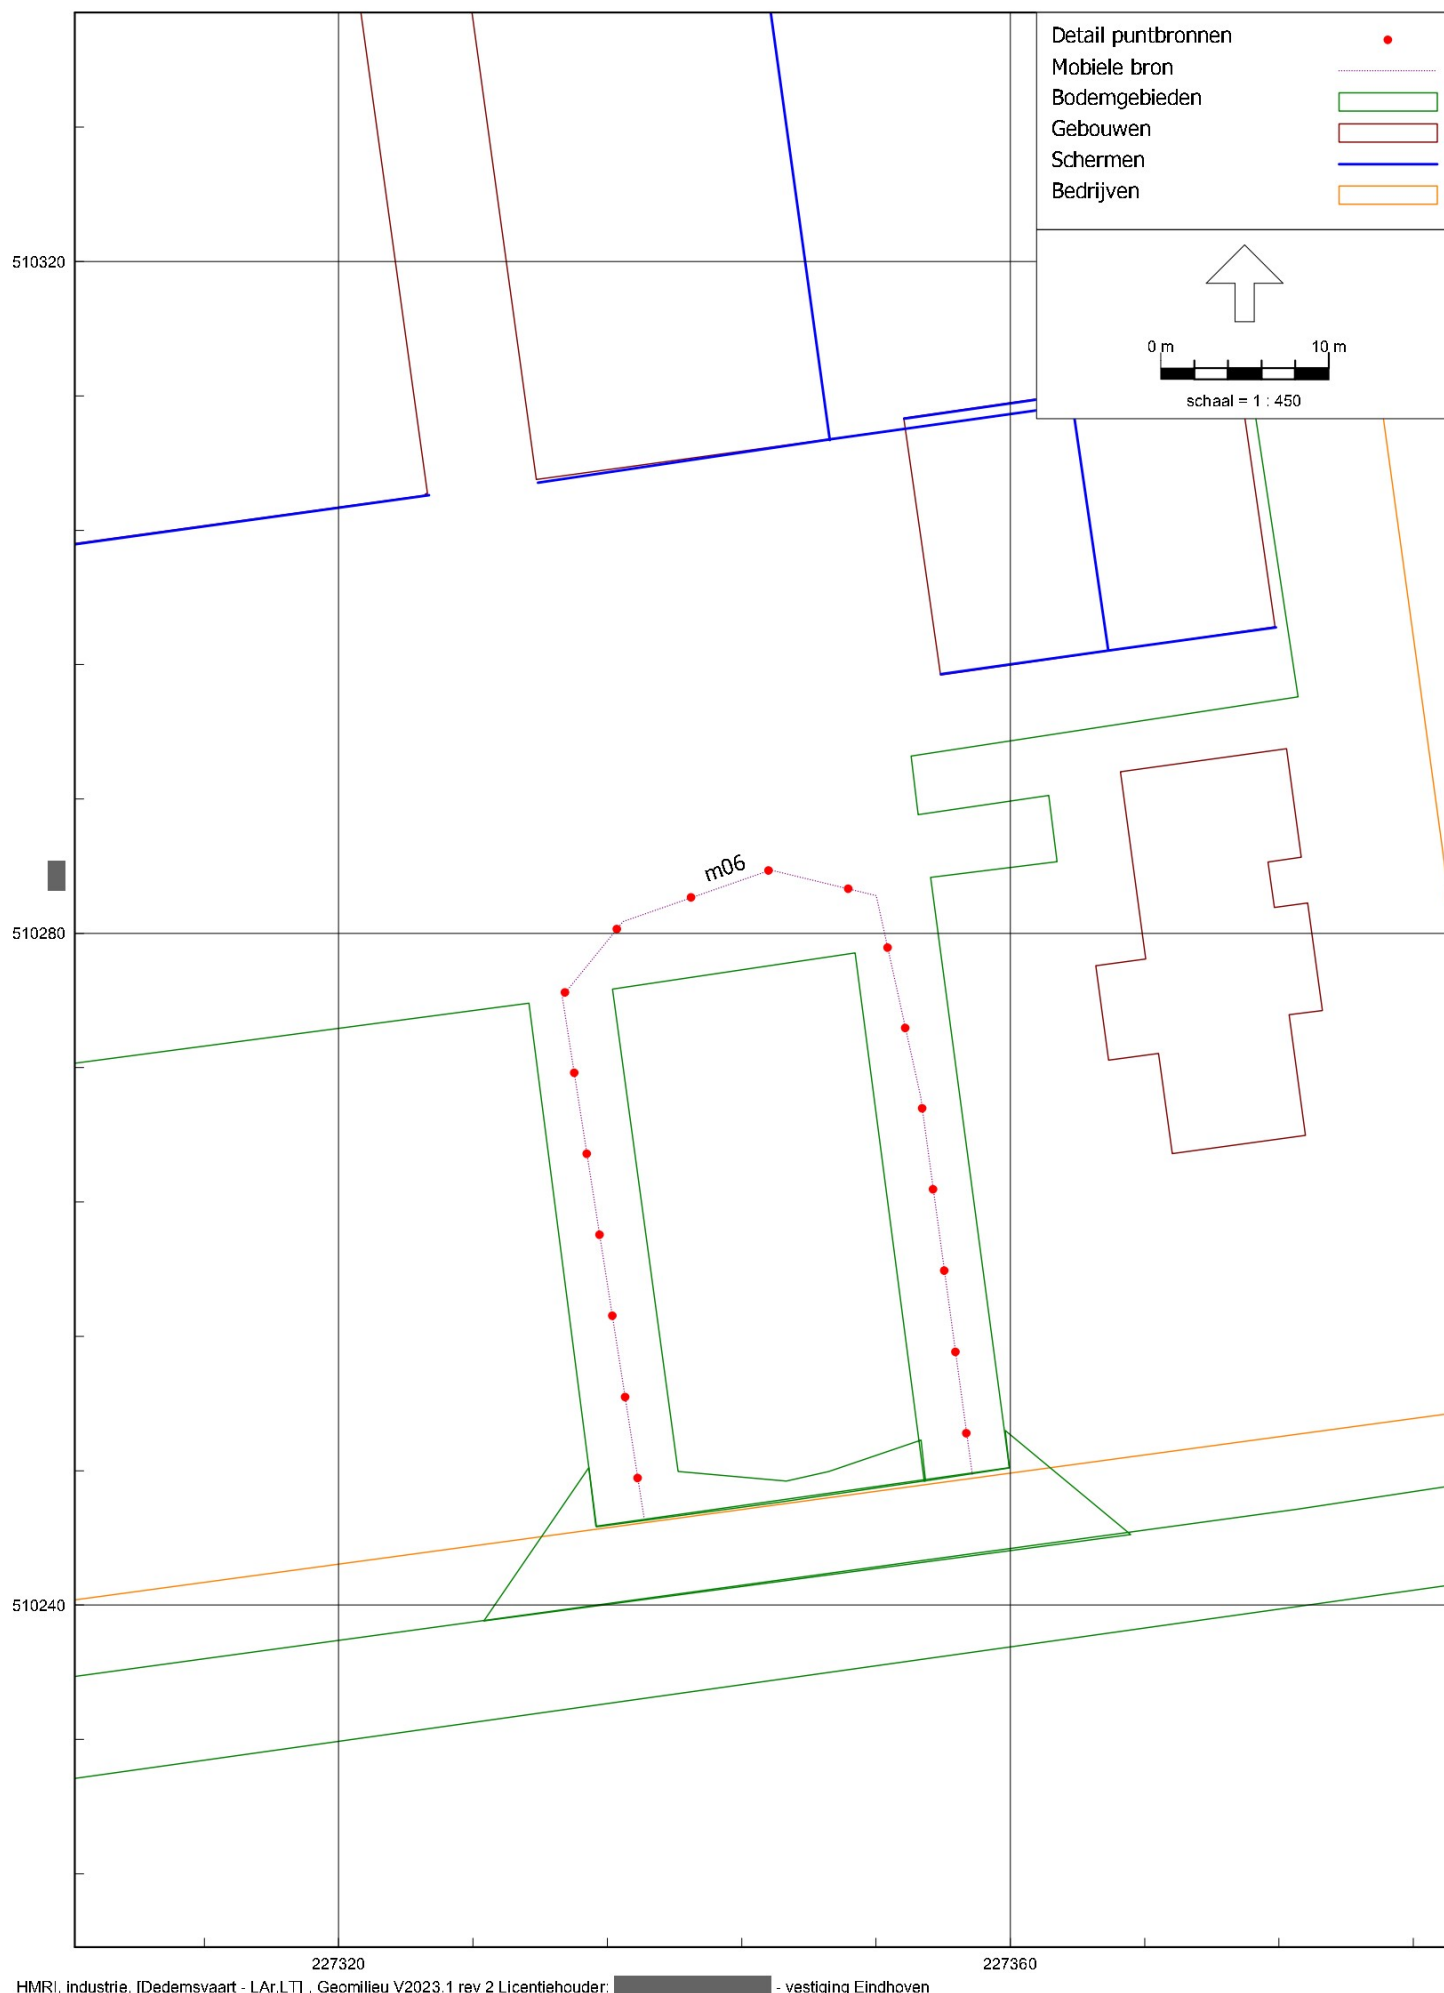 Detail puntbronnen
Mobiele bron
Bodemgebieden
Gebouwen
Schermen
Bedrijven
510320
0 m 10 m
schaal = 1 : 450
m06
510280
510240
227320 227360
HMRI, industrie, [Dedemsvaart - LAr,LT] , Geomilieu V2023.1 rev 2 Licentiehouder: - vestiging Eindhoven